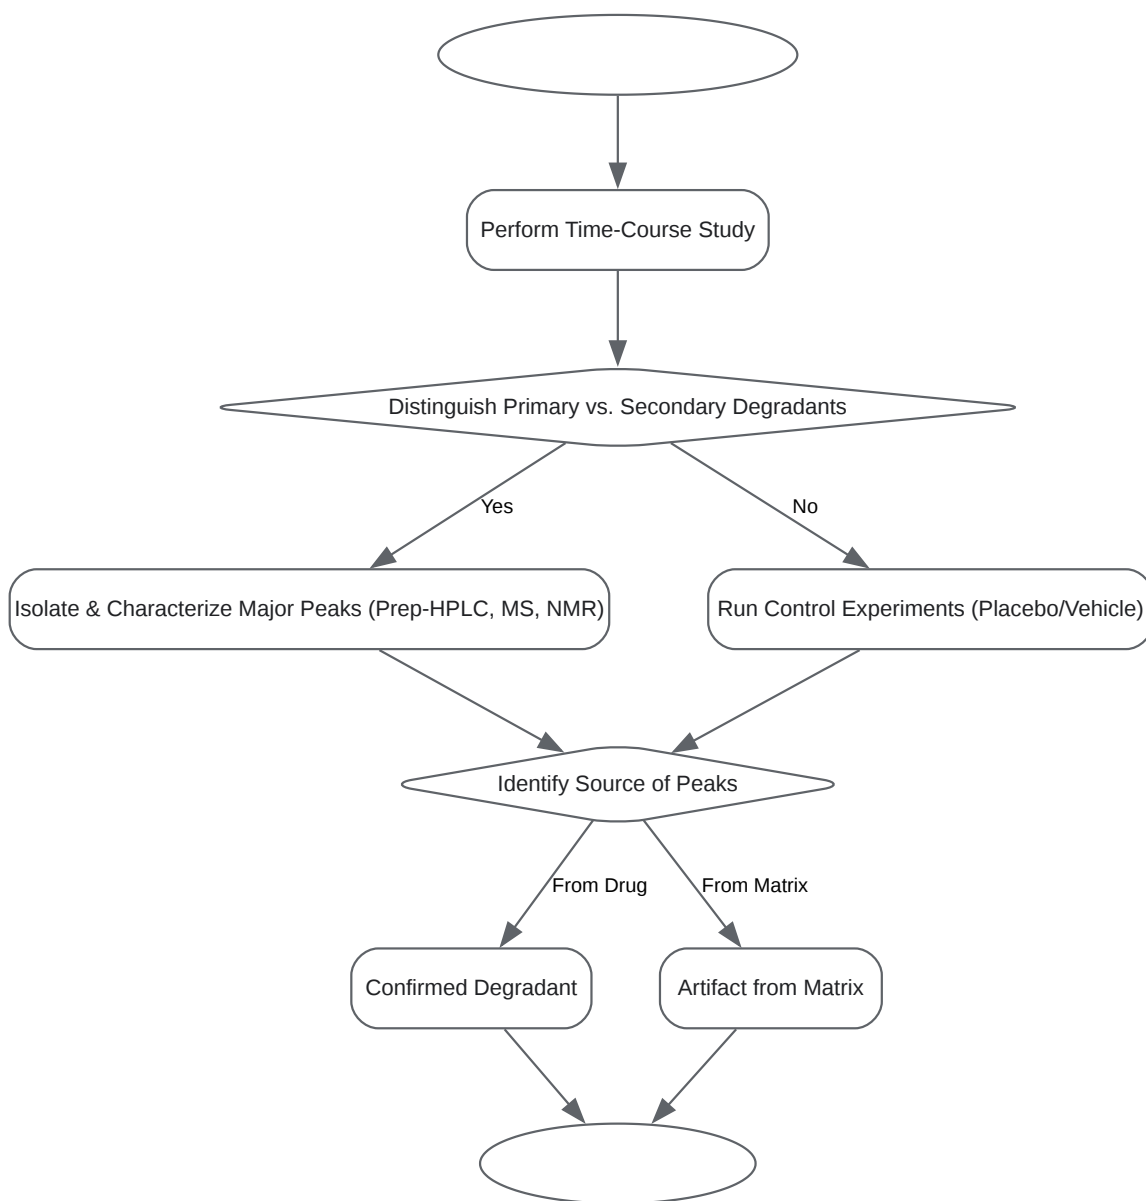 Perform Time-Course Study
Distinguish Primary vs. Secondary Degradants
Yes
No
Isolate & Characterize Major Peaks (Prep-HPLC, MS, NMR)
Run Control Experiments (Placebo/Vehicle)
Identify Source of Peaks
From Drug
From Matrix
Confirmed Degradant
Artifact from Matrix